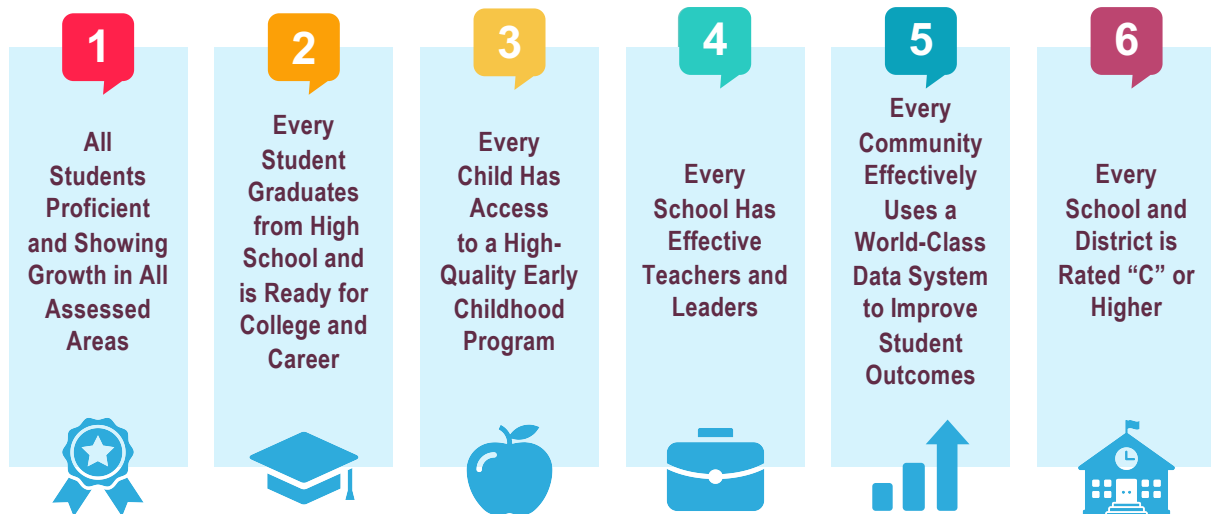 1
All
Students
Proficient
and Showing
Growth in All
Assessed
Areas
2
Every
Student
Graduates
from High
School and
is Ready for
College and
Career
3
Every
Child Has
Access
to a High-
Quality Early
Childhood
Program
4
Every
School Has
Effective
Teachers and
Leaders
5
Every
Community
Effectively
Uses a
World-Class
Data System
to Improve
Student
Outcomes
6
Every
School and
District is
Rated “C” or
Higher